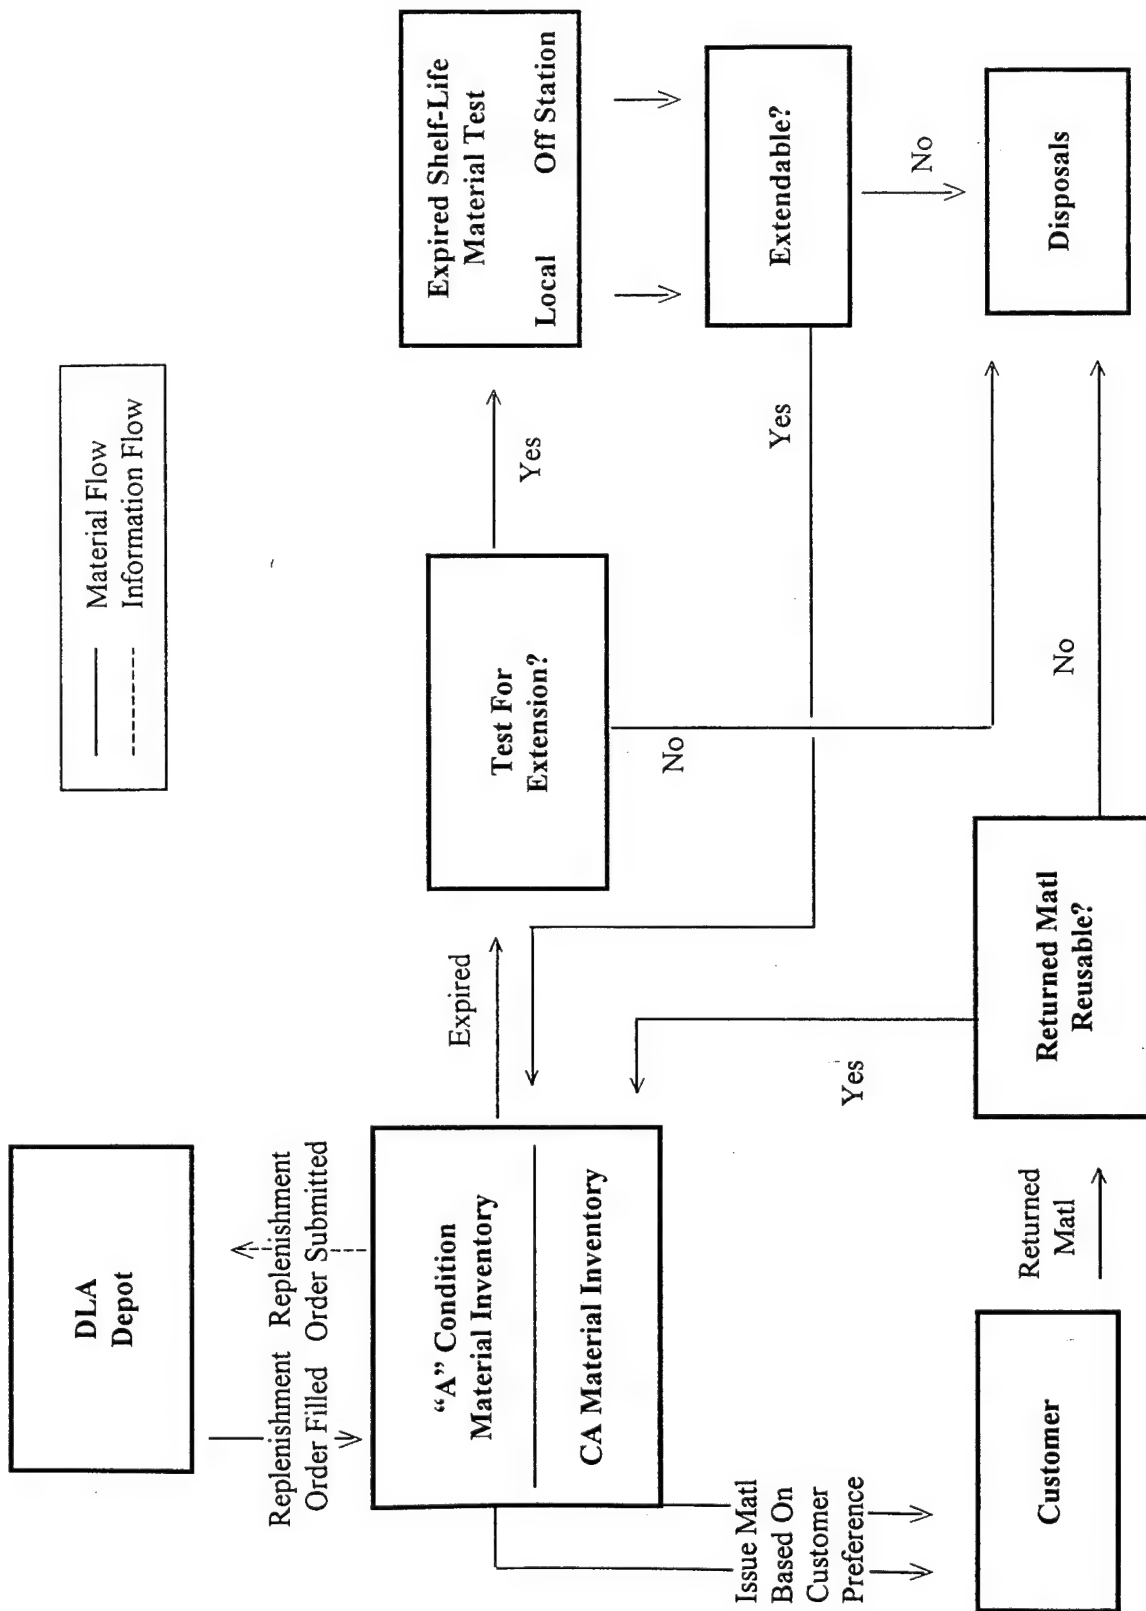 Material Flow
Information Flow
DLA
Depot
Replenishment
Order Filled
Replenishment
Order Submitted
"A" Condition
Material Inventory
CA Material Inventory
Expired
Test For
Extension?
Yes
Expired Shelf-Life
Material Test
Local
Off Station
No
Yes
Extendable?
No
Issue Matl
Based On
Customer
Preference
Yes
No
Customer
Returned
Matl
Returned Matl
Reusable?
Disposals